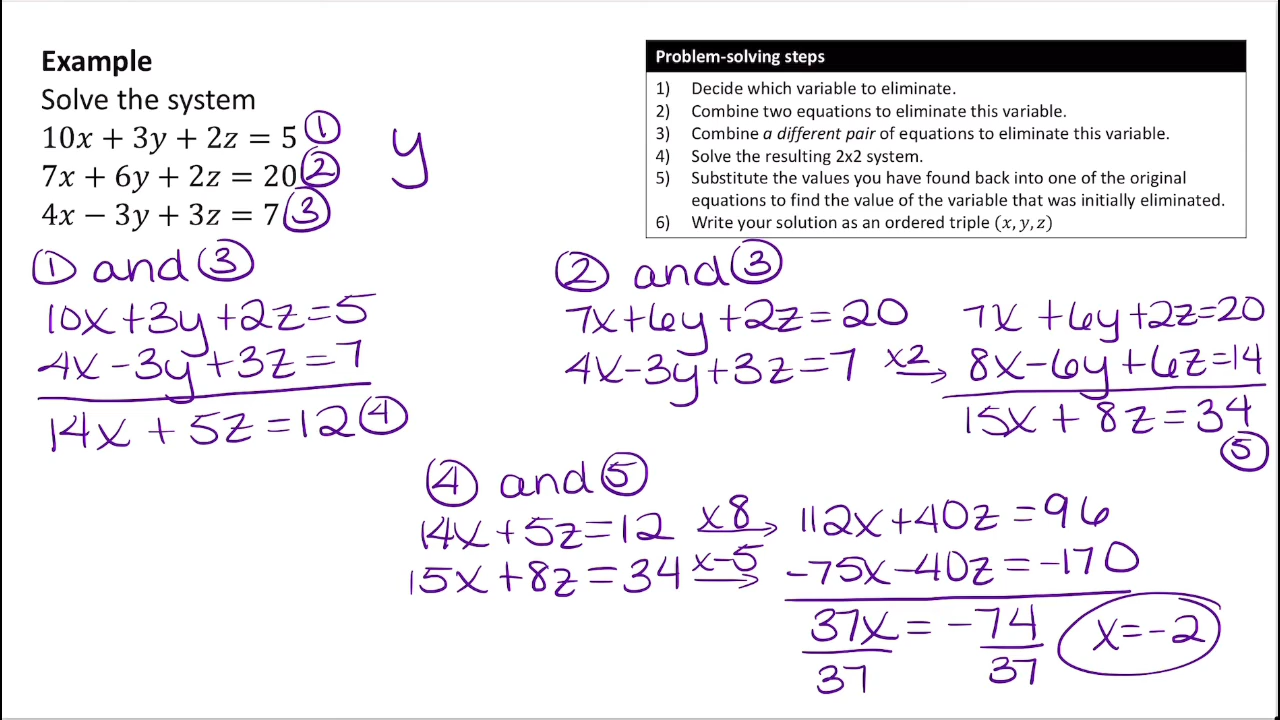 Example
Solve the system
10x + 3y + 2z = 5 ①
7x + 6y + 2z = 20 ②
4x − 3y + 3z = 7 ③
y
Problem-solving steps
1) Decide which variable to eliminate.
2) Combine two equations to eliminate this variable.
3) Combine a different pair of equations to eliminate this variable.
4) Solve the resulting 2x2 system.
5) Substitute the values you have found back into one of the original
equations to find the value of the variable that was initially eliminated.
6) Write your solution as an ordered triple (x, y, z)
① and ③
10x+3y+2z=5
4x-3y+3z=7
14x+5z=12 ④
② and ③
7x+6y+2z=20
4x-3y+3z=7 x2 →
7x+6y+2z=20
8x-6y+6z=14
15x+8z=34
⑤
④ and ⑤
14x+5z=12 x8 → 112x+40z=96
15x+8z=34 x-5 → -75x-40z=-170
37x=-74 x=-2
37 37